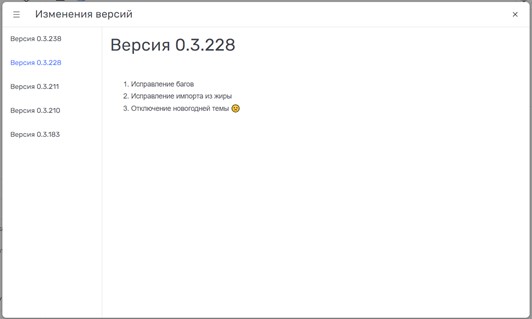 Изменения версий
Версия 0.3.238
Версия 0.3.228
Версия 0.3.211
Версия 0.3.210
Версия 0.3.183
Версия 0.3.228
1. Исправление багов
2. Исправление импорта из жиры
3. Отключение новогодней темы